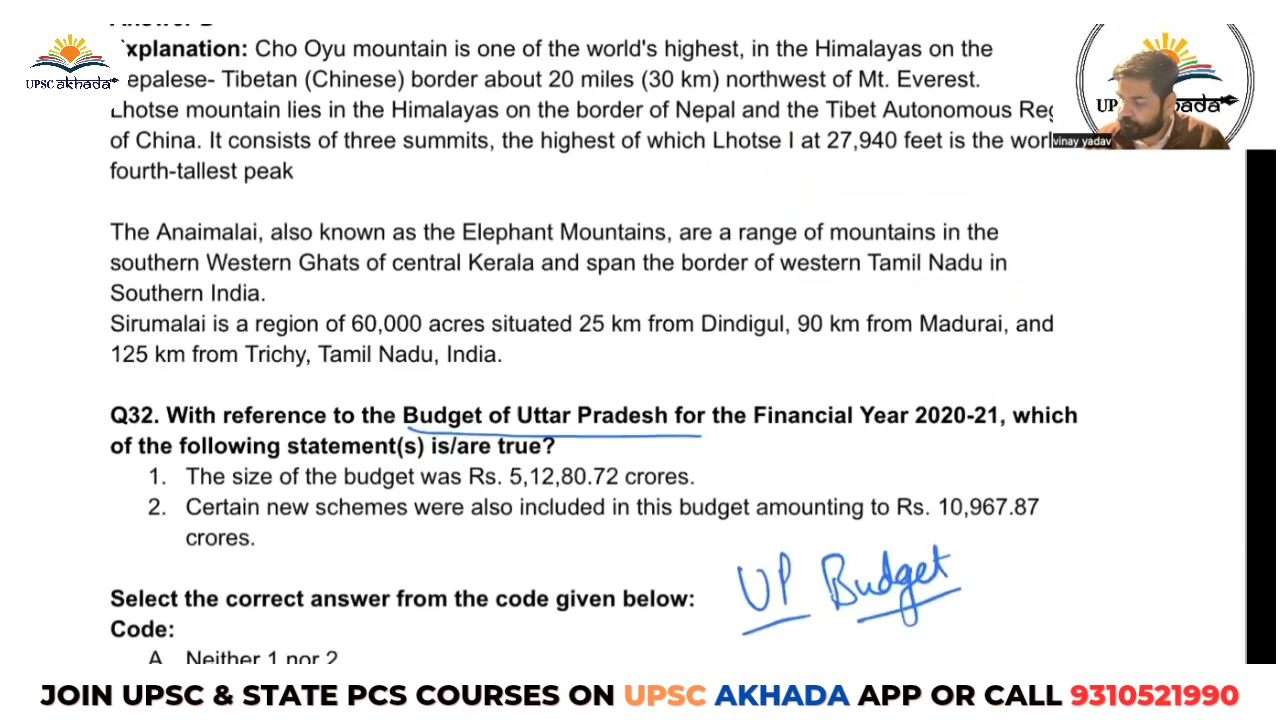 Explanation: Cho Oyu mountain is one of the world's highest, in the Himalayas on the
UPSC akhada
epalese- Tibetan (Chinese) border about 20 miles (30 km) northwest of Mt. Everest.
Lhotse mountain lies in the Himalayas on the border of Nepal and the Tibet Autonomous Reg
UP hada
of China. It consists of three summits, the highest of which Lhotse I at 27,940 feet is the worl
vinay yadav
fourth-tallest peak
The Anaimalai, also known as the Elephant Mountains, are a range of mountains in the
southern Western Ghats of central Kerala and span the border of western Tamil Nadu in
Southern India.
Sirumalai is a region of 60,000 acres situated 25 km from Dindigul, 90 km from Madurai, and
125 km from Trichy, Tamil Nadu, India.
Q32. With reference to the Budget of Uttar Pradesh for the Financial Year 2020-21, which
of the following statement(s) is/are true?
1. The size of the budget was Rs. 5,12,80.72 crores.
2. Certain new schemes were also included in this budget amounting to Rs. 10,967.87
crores.
UP Budget
Select the correct answer from the code given below:
Code:
A. Neither 1 nor 2
JOIN UPSC & STATE PCS COURSES ON UPSC AKHADA APP OR CALL 9310521990